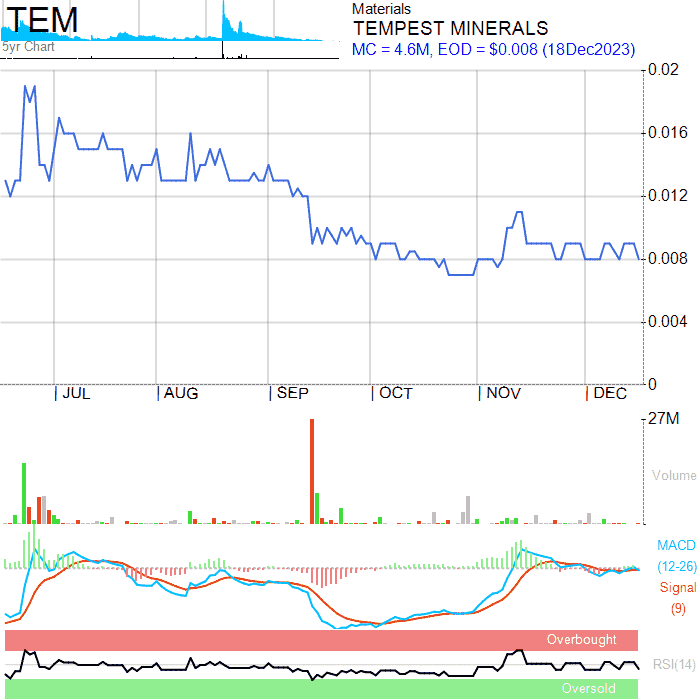 TEM
5yr Chart
Materials
TEMPEST MINERALS
MC = 4.6M, EOD = $0.008 (18Dec2023)
0.02
0.016
0.012
0.008
0.004
0
JUL AUG SEP OCT NOV DEC
27M
Volume
MACD
(12-26)
Signal
(9)
Overbought
RSI(14)
Oversold